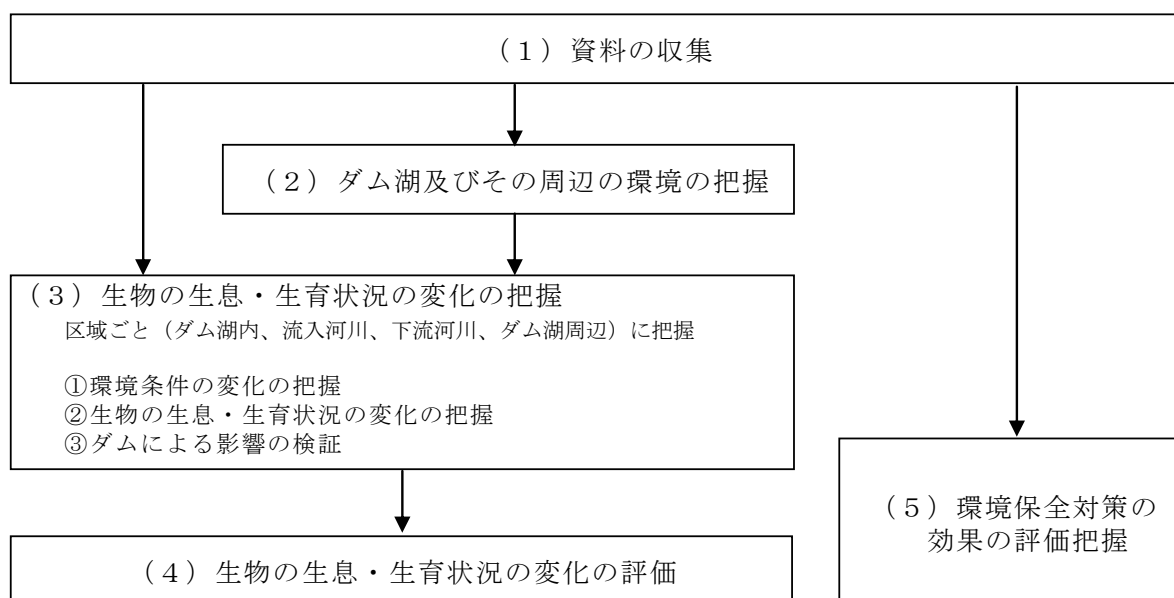 （１）資料の収集
（２）ダム湖及びその周辺の環境の把握
（３）生物の生息・生育状況の変化の把握
区域ごと（ダム湖内、流入河川、下流河川、ダム湖周辺）に把握
①環境条件の変化の把握
②生物の生息・生育状況の変化の把握
③ダムによる影響の検証
（４）生物の生息・生育状況の変化の評価
（５）環境保全対策の
効果の評価把握